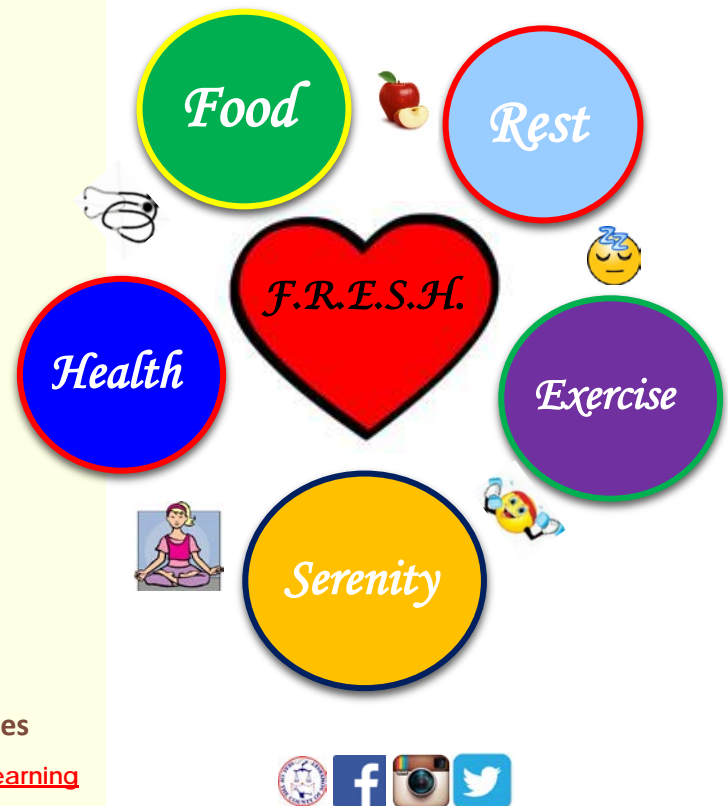 Food
Rest
F.R.E.S.H.
Health
Exercise
Serenity
es
earning